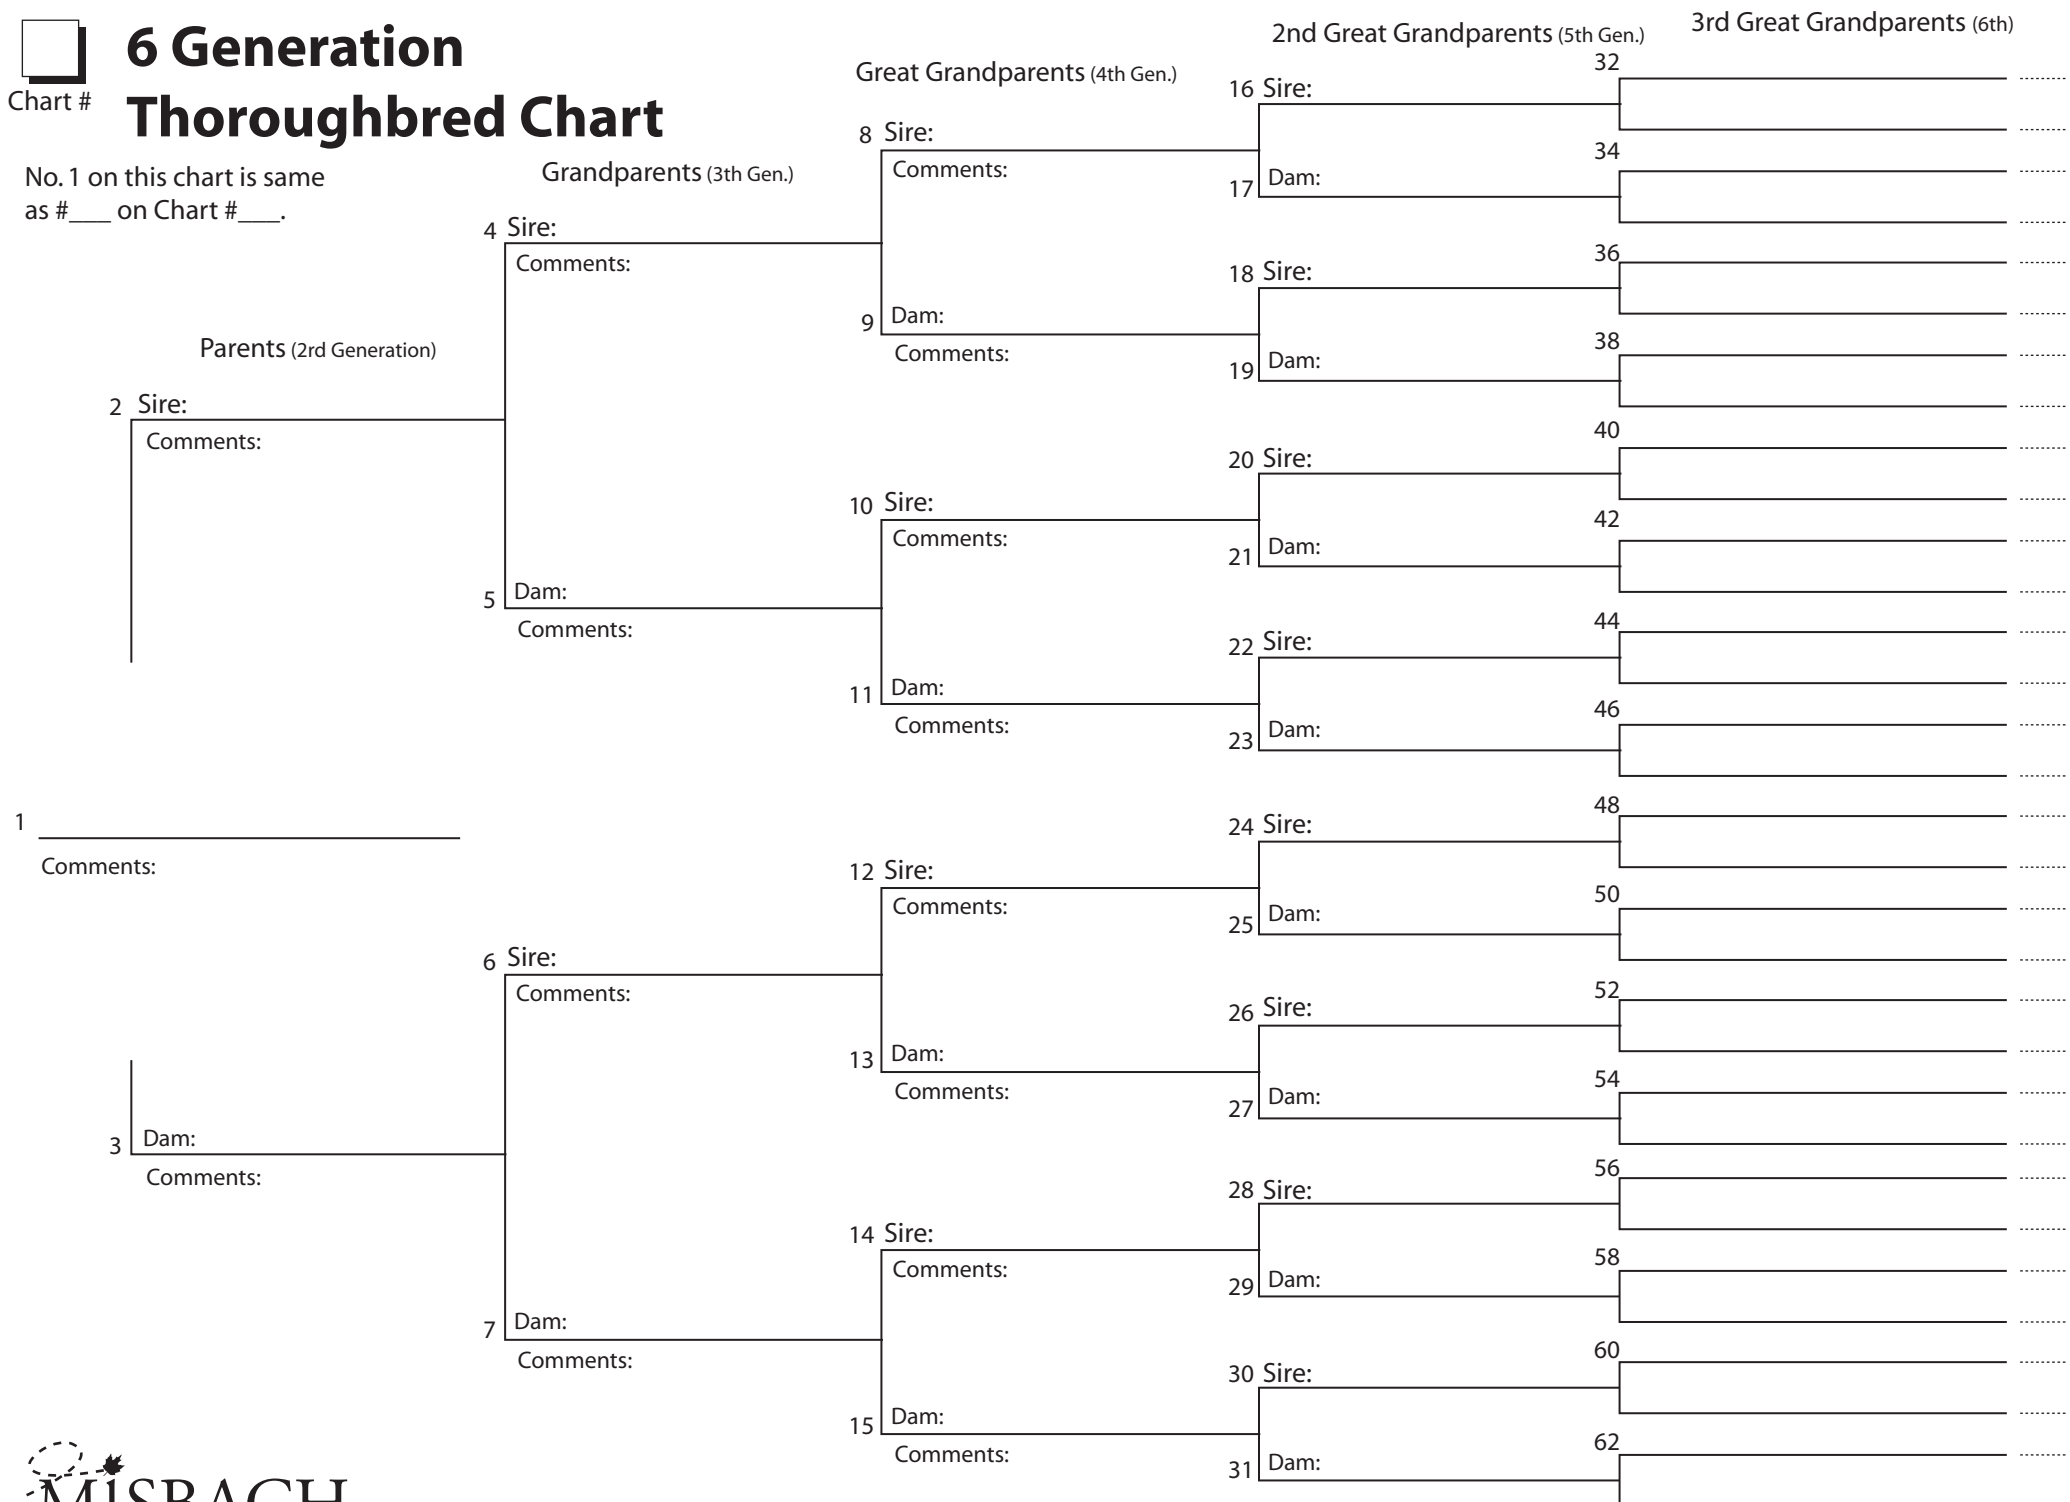 6 Generation
Thoroughbred Chart
Chart #
No. 1 on this chart is same
as #___ on Chart #___.
Parents (2rd Generation)
Grandparents (3th Gen.)
Great Grandparents (4th Gen.)
2nd Great Grandparents (5th Gen.)
3rd Great Grandparents (6th)
1
Comments:
2 Sire:
Comments:
3 Dam:
Comments:
4 Sire:
Comments:
5 Dam:
Comments:
6 Sire:
Comments:
7 Dam:
Comments:
8 Sire:
Comments:
9 Dam:
Comments:
10 Sire:
Comments:
11 Dam:
Comments:
12 Sire:
Comments:
13 Dam:
Comments:
14 Sire:
Comments:
15 Dam:
Comments:
16 Sire:
17 Dam:
18 Sire:
19 Dam:
20 Sire:
21 Dam:
22 Sire:
23 Dam:
24 Sire:
25 Dam:
26 Sire:
27 Dam:
28 Sire:
29 Dam:
30 Sire:
31 Dam:
32
34
36
38
40
42
44
46
48
50
52
54
56
58
60
62
MiSBACH